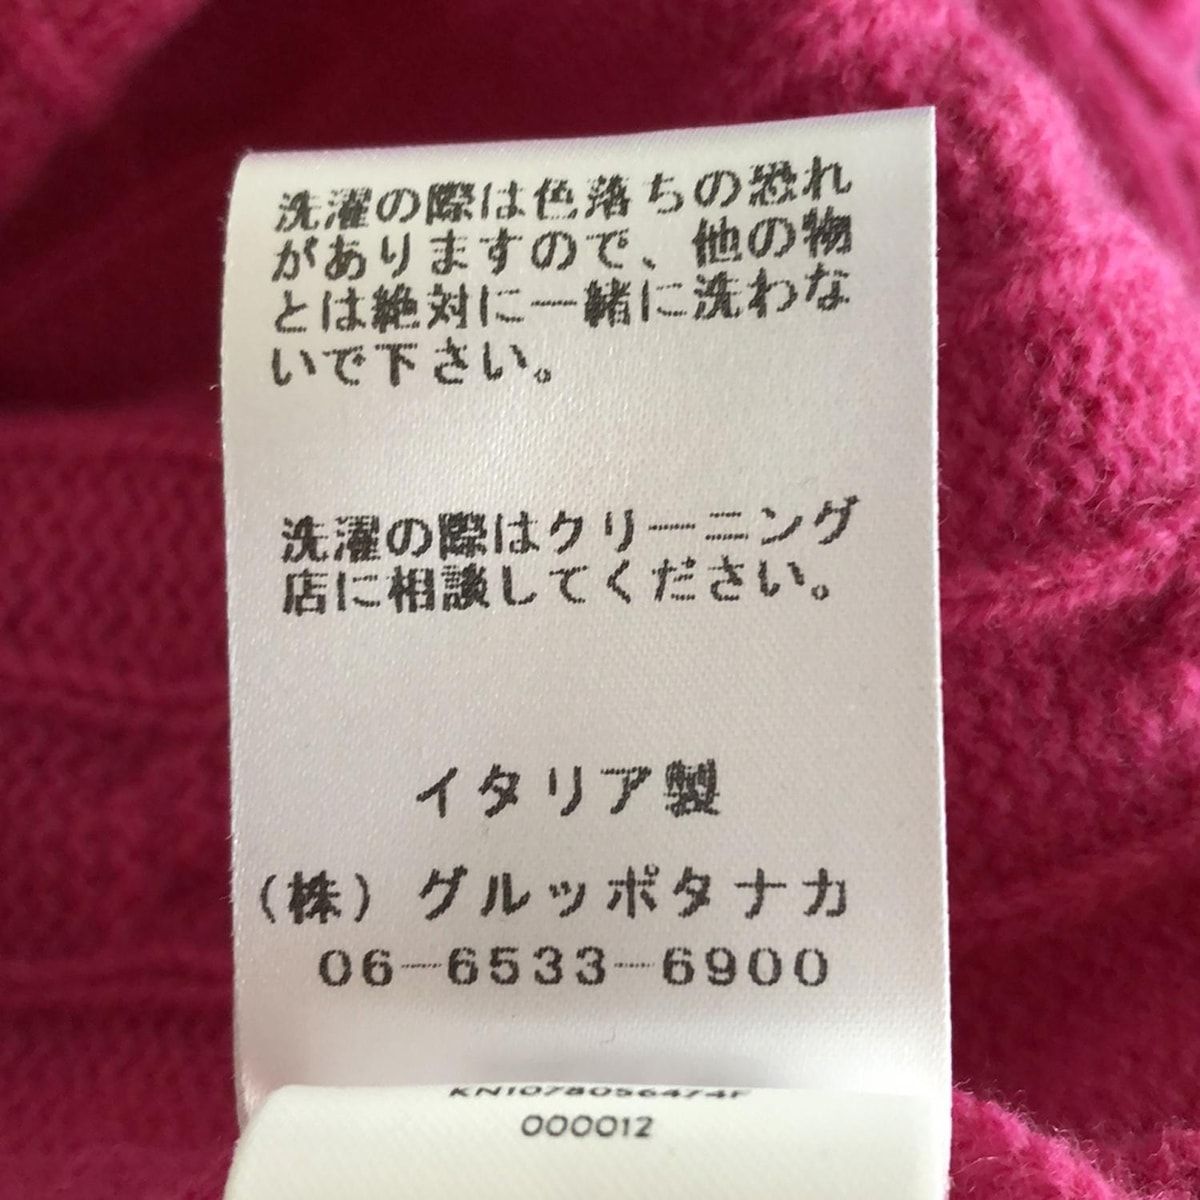 洗濯の際は色落ちの恐れ
がありますので、他の物
とは絶対に一緒に洗わな
いで下さい。
洗濯の際はクリーニング
店に相談してください。
イタリア製
（株）グルッポタナカ
06-6533-6900
000012